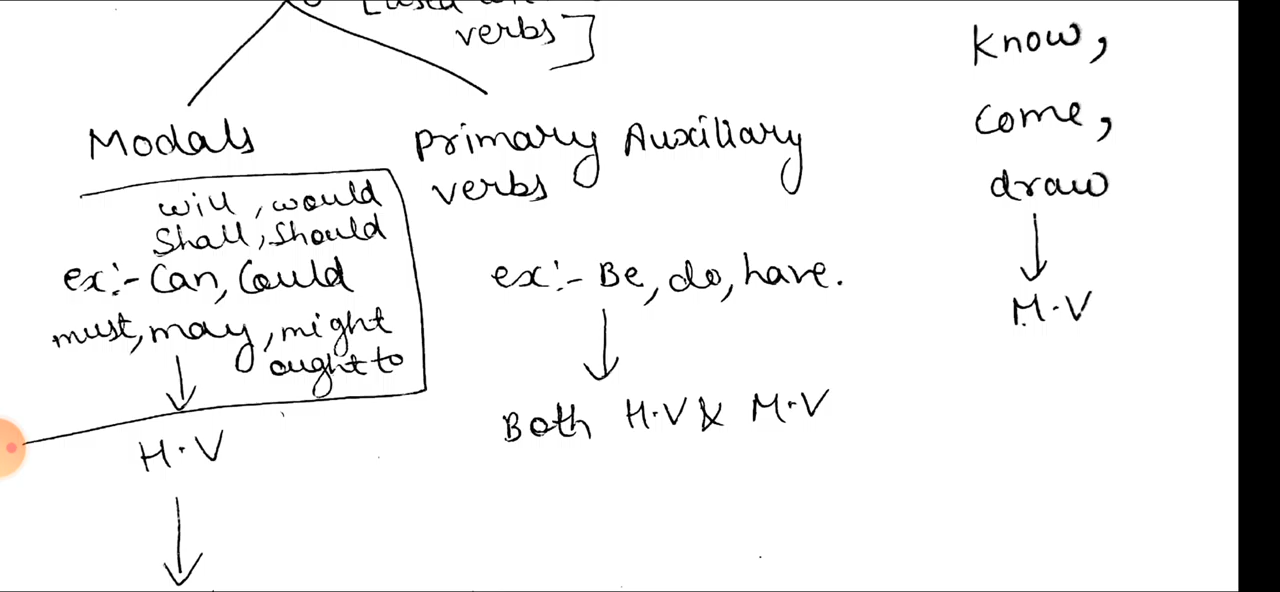 [used
verbs]
Modals
will, would
Shall, Should
ex:- Can, Could
must, may, might
ought to
H.V
Primary Auxiliary
verbs
ex:- Be, do, have.
Both H.V & M.V
know,
come,
draw
M.V